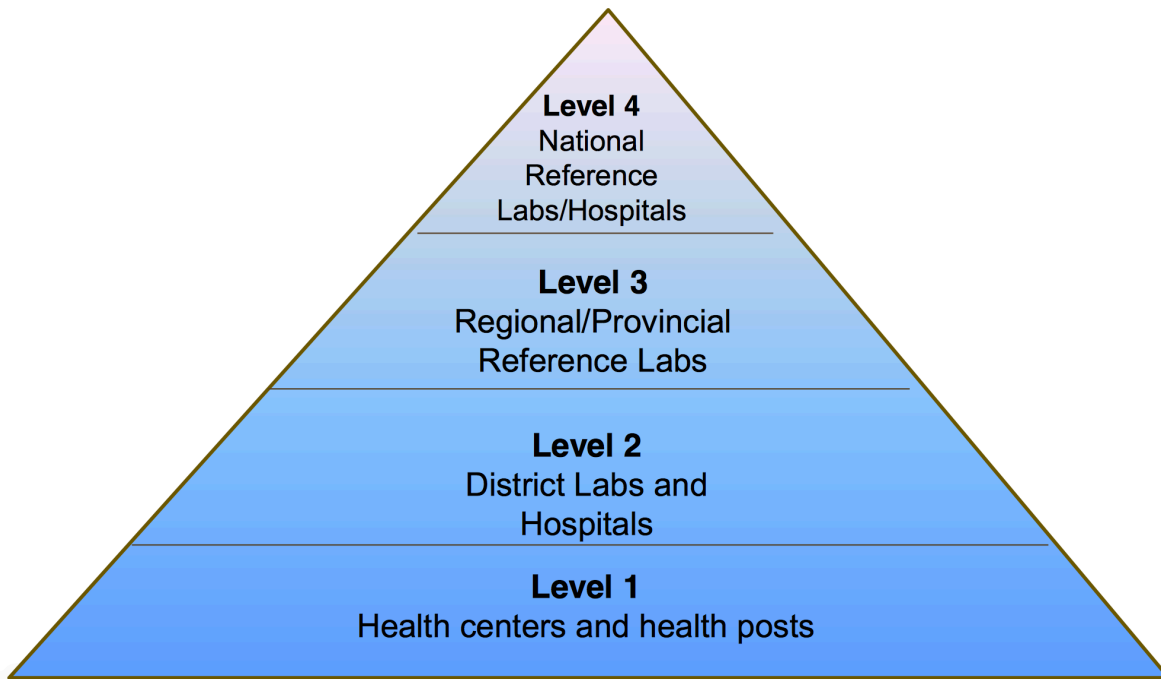 Level 4
National
Reference
Labs/Hospitals
Level 3
Regional/Provincial
Reference Labs
Level 2
District Labs and
Hospitals
Level 1
Health centers and health posts